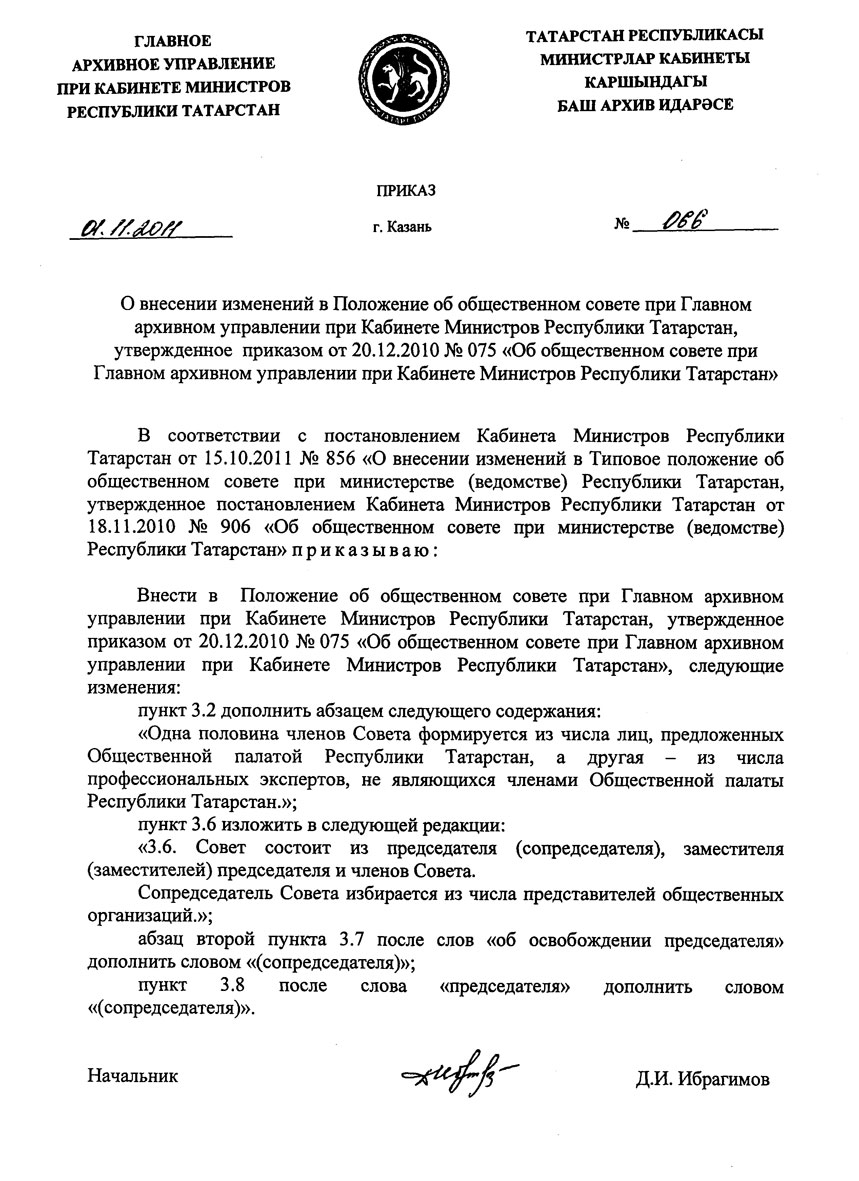 ГЛАВНОЕ
АРХИВНОЕ УПРАВЛЕНИЕ
ПРИ КАБИНЕТЕ МИНИСТРОВ
РЕСПУБЛИКИ ТАТАРСТАН
ТАТАРСТАН
ТАТАРСТАН РЕСПУБЛИКАСЫ
МИНИСТРЛАР КАБИНЕТЫ
КАРШЫНДАГЫ
БАШ АРХИВ ИДАРӘСЕ
ПРИКАЗ
01.11.2011 г. Казань № 066
О внесении изменений в Положение об общественном совете при Главном
архивном управлении при Кабинете Министров Республики Татарстан,
утвержденное приказом от 20.12.2010 № 075 «Об общественном совете при
Главном архивном управлении при Кабинете Министров Республики Татарстан»
В соответствии с постановлением Кабинета Министров Республики
Татарстан от 15.10.2011 № 856 «О внесении изменений в Типовое положение об
общественном совете при министерстве (ведомстве) Республики Татарстан,
утвержденное постановлением Кабинета Министров Республики Татарстан от
18.11.2010 № 906 «Об общественном совете при министерстве (ведомстве)
Республики Татарстан» п р и к а з ы в а ю :
Внести в Положение об общественном совете при Главном архивном
управлении при Кабинете Министров Республики Татарстан, утвержденное
приказом от 20.12.2010 № 075 «Об общественном совете при Главном архивном
управлении при Кабинете Министров Республики Татарстан», следующие
изменения:
пункт 3.2 дополнить абзацем следующего содержания:
«Одна половина членов Совета формируется из числа лиц, предложенных
Общественной палатой Республики Татарстан, а другая – из числа
профессиональных экспертов, не являющихся членами Общественной палаты
Республики Татарстан.»;
пункт 3.6 изложить в следующей редакции:
«3.6. Совет состоит из председателя (сопредседателя), заместителя
(заместителей) председателя и членов Совета.
Сопредседатель Совета избирается из числа представителей общественных
организаций.»;
абзац второй пункта 3.7 после слов «об освобождении председателя»
дополнить словом «(сопредседателя)»;
пункт 3.8 после слова «председателя» дополнить словом
«(сопредседателя)».
Начальник Д.И. Ибрагимов